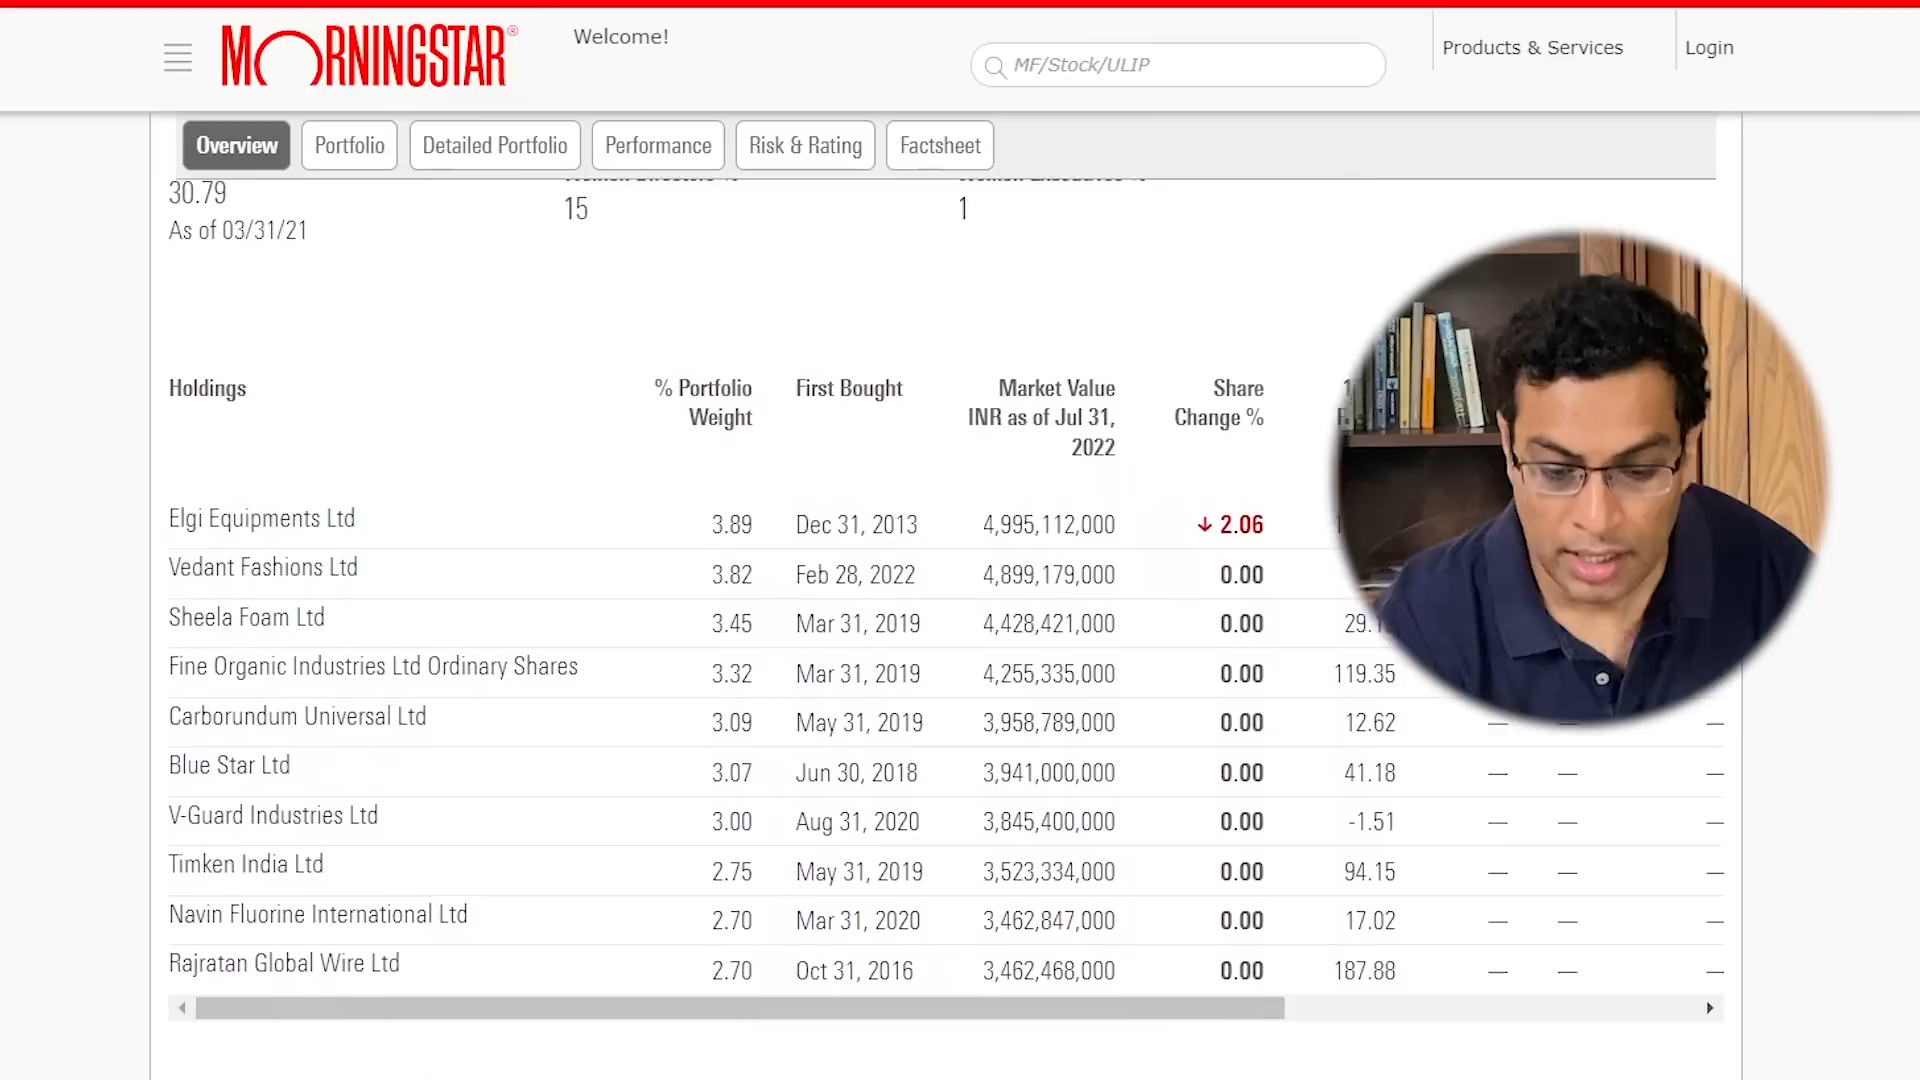 MORNINGSTAR®
Welcome!
MF/Stock/ULIP
Products & Services
Login
Overview
Portfolio
Detailed Portfolio
Performance
Risk & Rating
Factsheet
30.79
15
1
As of 03/31/21
Holdings
% Portfolio Weight
First Bought
Market Value INR as of Jul 31, 2022
Share Change %
Elgi Equipments Ltd 3.89 Dec 31, 2013 4,995,112,000 ↓ 2.06
Vedant Fashions Ltd 3.82 Feb 28, 2022 4,899,179,000 0.00
Sheela Foam Ltd 3.45 Mar 31, 2019 4,428,421,000 0.00
Fine Organic Industries Ltd Ordinary Shares 3.32 Mar 31, 2019 4,255,335,000 0.00 119.35
Carborundum Universal Ltd 3.09 May 31, 2019 3,958,789,000 0.00 12.62 — — —
Blue Star Ltd 3.07 Jun 30, 2018 3,941,000,000 0.00 41.18 — — —
V-Guard Industries Ltd 3.00 Aug 31, 2020 3,845,400,000 0.00 -1.51 — — —
Timken India Ltd 2.75 May 31, 2019 3,523,334,000 0.00 94.15 — — —
Navin Fluorine International Ltd 2.70 Mar 31, 2020 3,462,847,000 0.00 17.02 — — —
Rajratan Global Wire Ltd 2.70 Oct 31, 2016 3,462,468,000 0.00 187.88 — — —